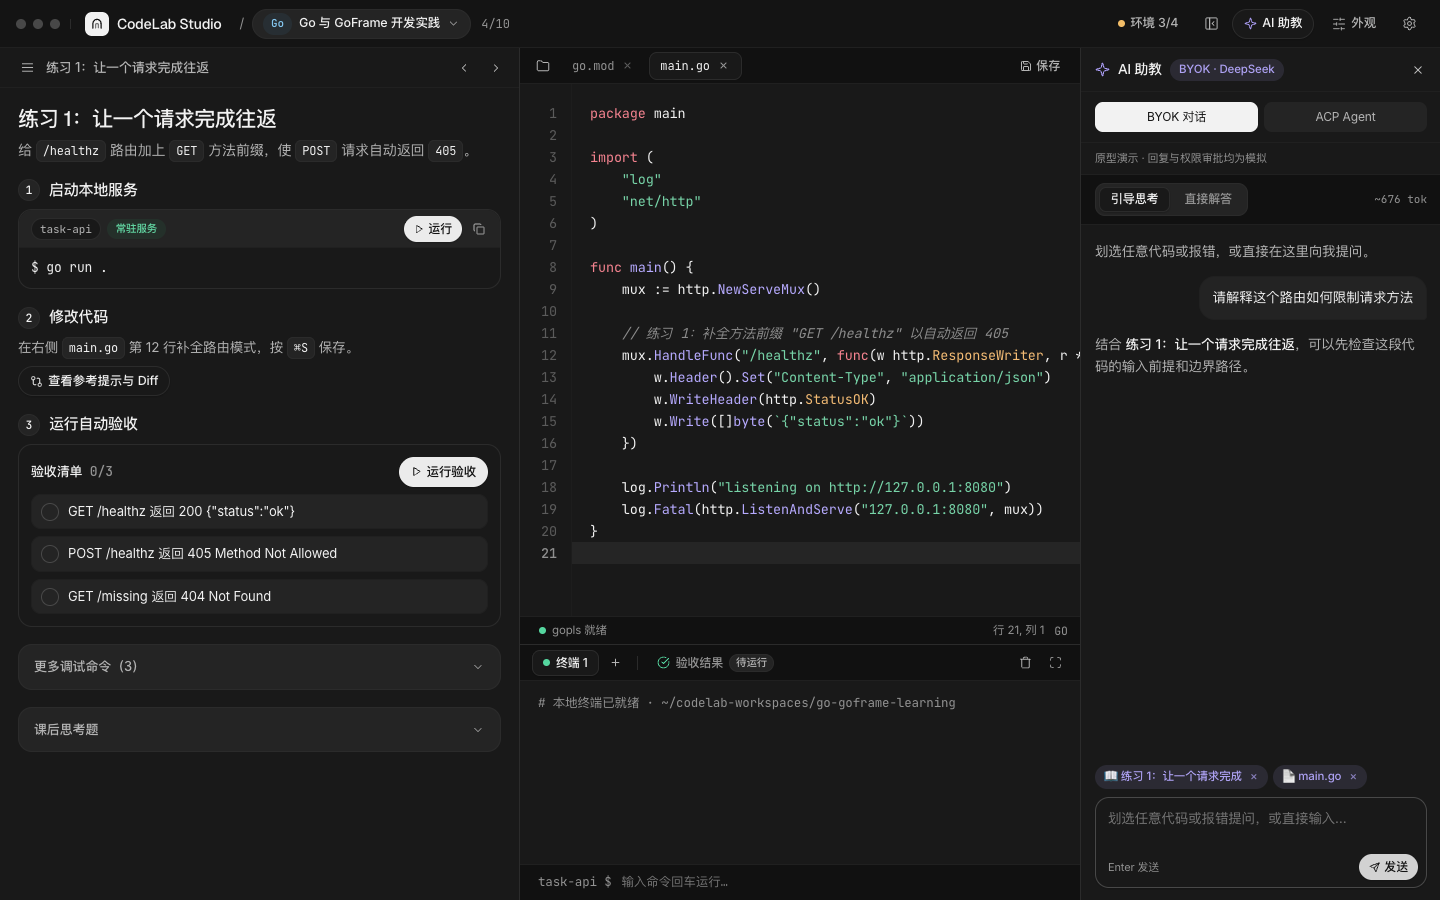 CodeLab Studio / Go Go 与 GoFrame 开发实践 4/10
环境 3/4 AI 助教 外观
练习 1：让一个请求完成往返
练习 1：让一个请求完成往返
给 /healthz 路由加上 GET 方法前缀，使 POST 请求自动返回 405 。
1 启动本地服务
task-api 常驻服务 运行
$ go run .
2 修改代码
在右侧 main.go 第 12 行补全路由模式，按 ⌘S 保存。
查看参考提示与 Diff
3 运行自动验收
验收清单 0/3 运行验收
GET /healthz 返回 200 {"status":"ok"}
POST /healthz 返回 405 Method Not Allowed
GET /missing 返回 404 Not Found
更多调试命令（3）
课后思考题
go.mod × main.go × 保存
1 package main
2
3 import (
4 "log"
5 "net/http"
6 )
7
8 func main() {
9 mux := http.NewServeMux()
10
11 // 练习 1：补全方法前缀 "GET /healthz" 以自动返回 405
12 mux.HandleFunc("/healthz", func(w http.ResponseWriter, r *
13 w.Header().Set("Content-Type", "application/json")
14 w.WriteHeader(http.StatusOK)
15 w.Write([]byte(`{"status":"ok"}`))
16 })
17
18 log.Println("listening on http://127.0.0.1:8080")
19 log.Fatal(http.ListenAndServe("127.0.0.1:8080", mux))
20 }
21
gopls 就绪 行 21, 列 1 GO
终端 1 + 验收结果 待运行
# 本地终端已就绪 · ~/codelab-workspaces/go-goframe-learning
task-api $ 输入命令回车运行…
AI 助教 BYOK · DeepSeek ×
BYOK 对话 ACP Agent
原型演示 · 回复与权限审批均为模拟
引导思考 直接解答 ~676 tok
划选任意代码或报错，或直接在这里向我提问。
请解释这个路由如何限制请求方法
结合 练习 1：让一个请求完成往返，可以先检查这段代
码的输入前提和边界路径。
练习 1：让一个请求完成 × main.go ×
划选任意代码或报错提问，或直接输入...
Enter 发送 发送